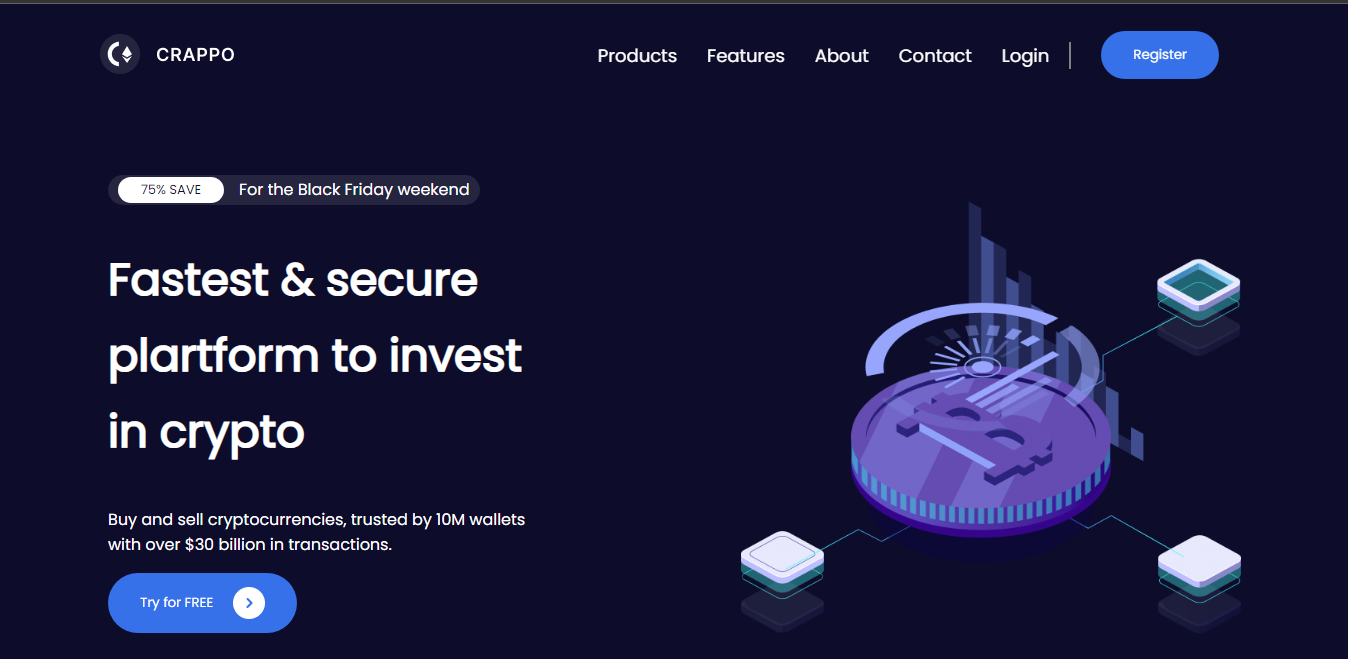 CRAPPO
Products Features About Contact Login Register
75% SAVE For the Black Friday weekend
Fastest & secure
plartform to invest
in crypto
Buy and sell cryptocurrencies, trusted by 10M wallets
with over $30 billion in transactions.
Try for FREE